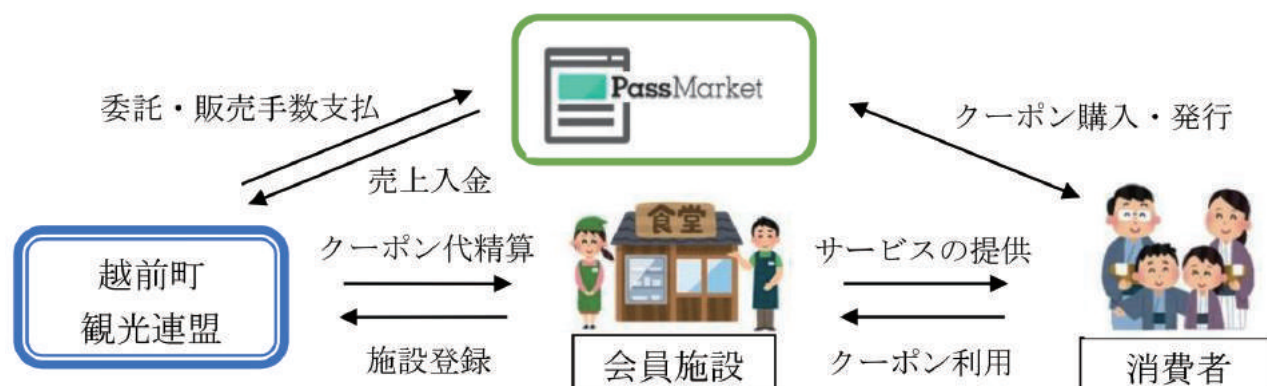 PassMarket
委託・販売手数支払
クーポン購入・発行
売上入金
食堂
クーポン代精算
サービスの提供
越前町
観光連盟
施設登録
会員施設
クーポン利用
消費者